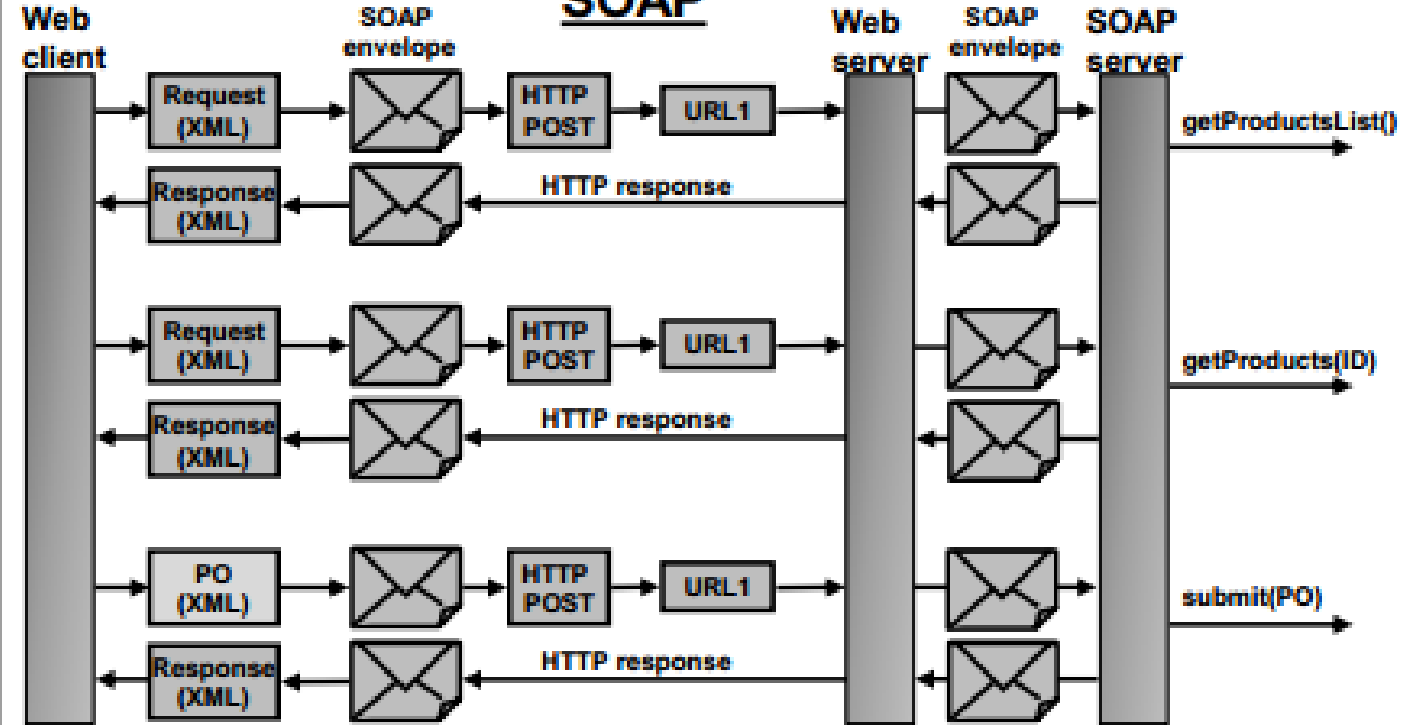 SOAP
Web
client
SOAP
envelope
Web
server
SOAP
envelope
SOAP
server
Request
(XML)
HTTP
POST
URL1
getProductsList()
Response
(XML)
HTTP response
Request
(XML)
HTTP
POST
URL1
getProducts(ID)
Response
(XML)
HTTP response
PO
(XML)
HTTP
POST
URL1
submit(PO)
Response
(XML)
HTTP response